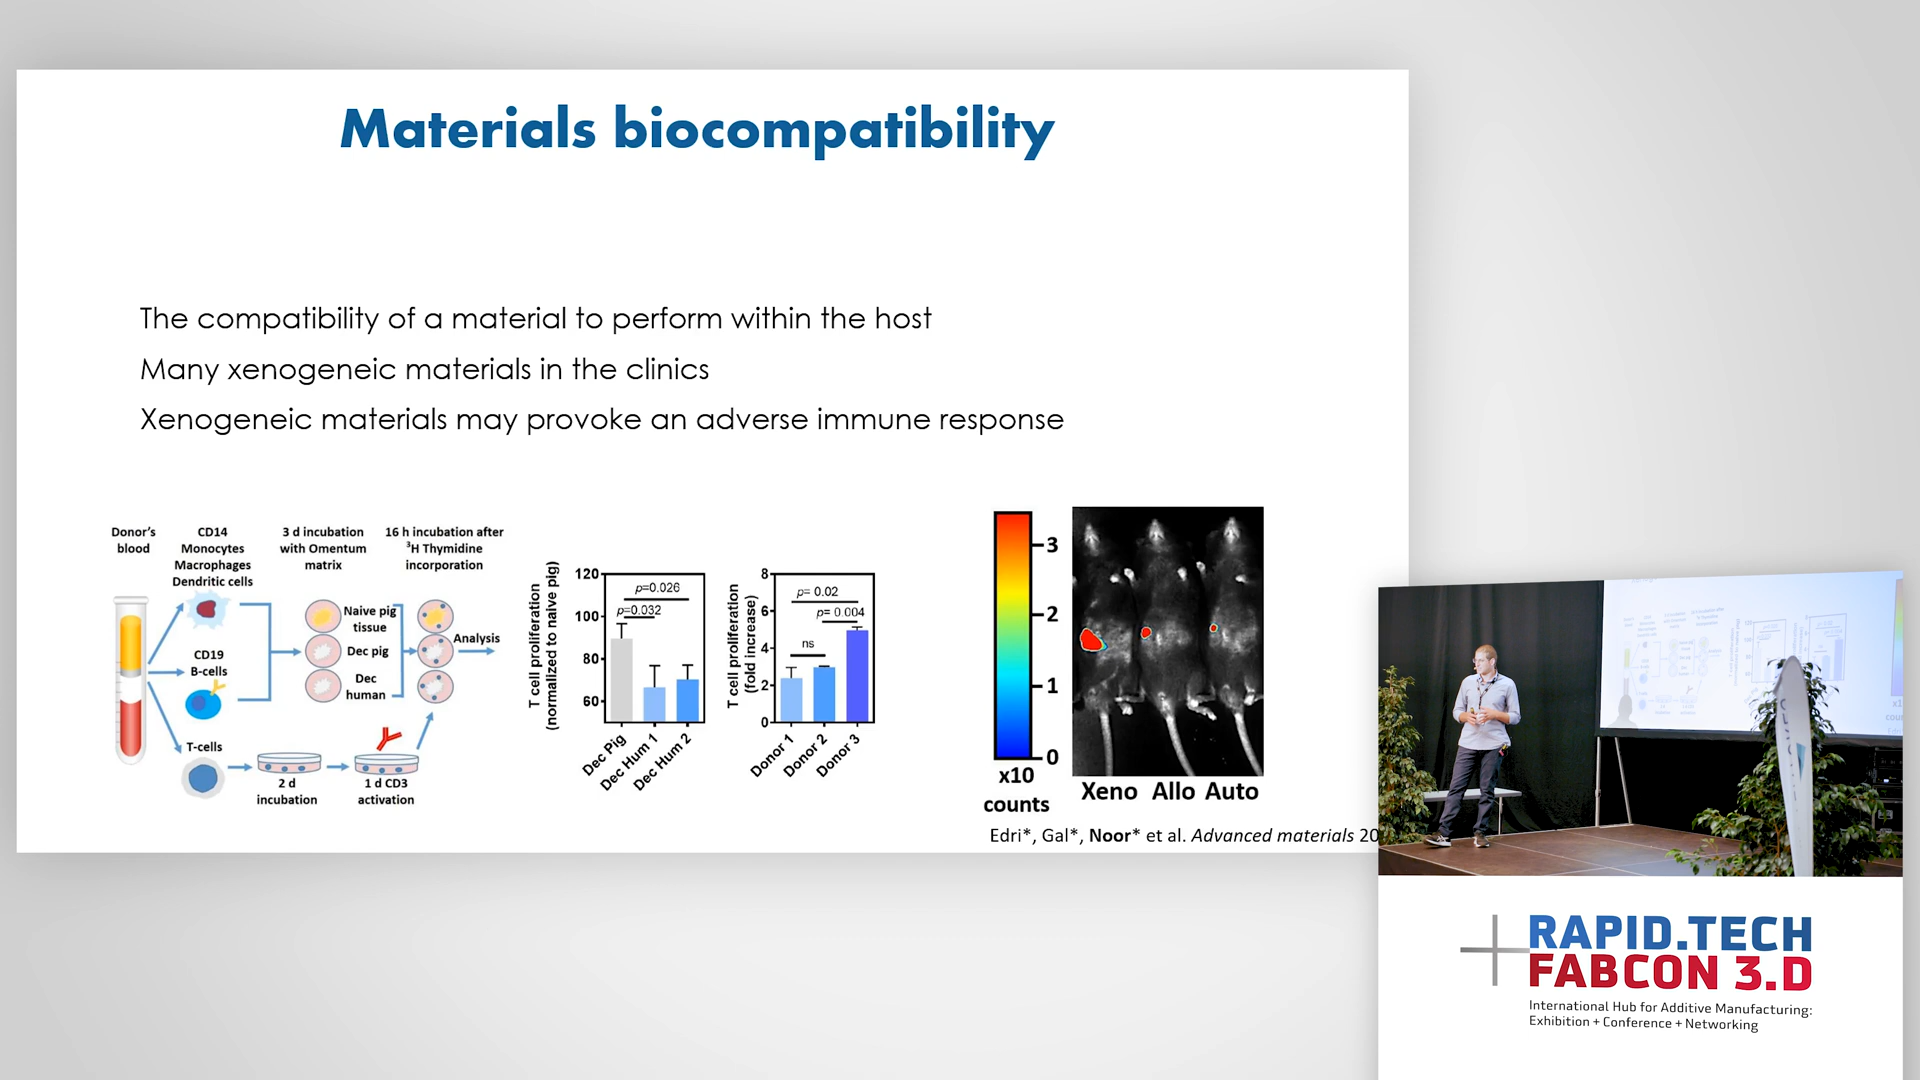 Materials biocompatibility
The compatibility of a material to perform within the host
Many xenogeneic materials in the clinics
Xenogeneic materials may provoke an adverse immune response
Donor's
blood
CD14
Monocytes
Macrophages
Dendritic cells
3 d incubation
with Omentum
matrix
16 h incubation after
³H Thymidine
incorporation
CD19
B-cells
Naive pig
tissue
Dec pig
Dec
human
Analysis
T-cells
2 d
incubation
1 d CD3
activation
T cell proliferation
(normalized to naive pig)
120
100
80
60
p=0.026
p=0.032
Dec Pig
Dec Hum 1
Dec Hum 2
T cell proliferation
(fold increase)
8
6
4
2
0
p= 0.02
p= 0.004
ns
Donor 1
Donor 2
Donor 3
3
2
1
0
x10
counts
Xeno Allo Auto
Edri*, Gal*, Noor* et al. Advanced materials 20
RAPID.TECH
FABCON 3.D
International Hub for Additive Manufacturing:
Exhibition + Conference + Networking